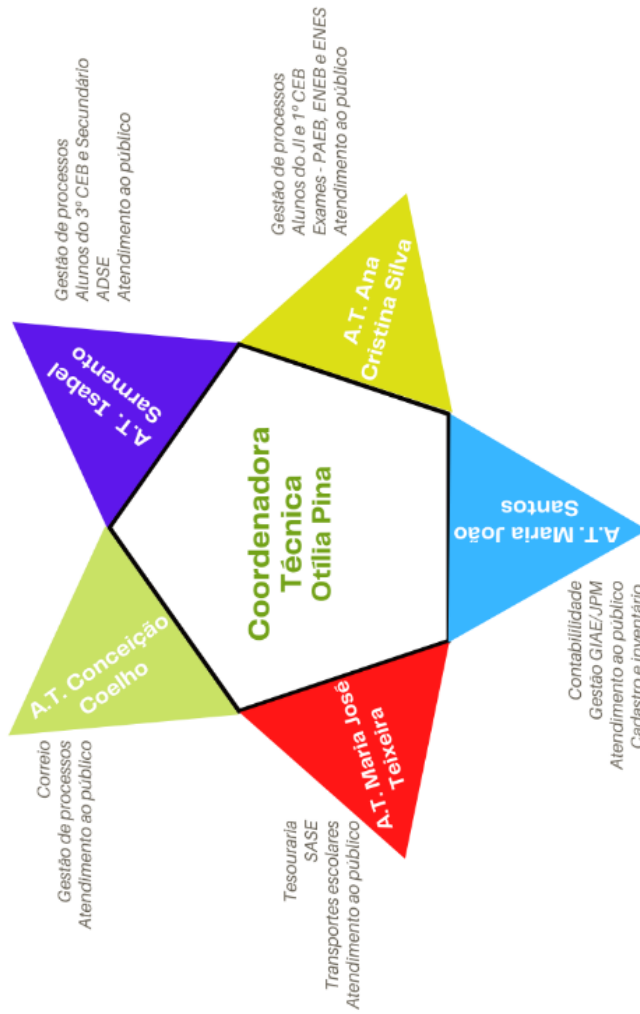 Gestão de processos
Alunos do 3º CEB e Secundário
ADSE
Atendimento ao público
A.T. Isabel
Sarmento
Gestão de processos
Alunos do JI e 1º CEB
Exames - PAEB, ENEB e ENES
Atendimento ao público
A.T. Ana
Cristina Silva
Coordenadora
Técnica
Otília Pina
A.T. Maria João
Santos
Contabililidade
Gestão GIAE/JPM
Atendimento ao público
Cadastro e inventário
A.T. Conceição
Coelho
Correio
Gestão de processos
Atendimento ao público
A.T. Maria José
Teixeira
Tesouraria
SASE
Transportes escolares
Atendimento ao público